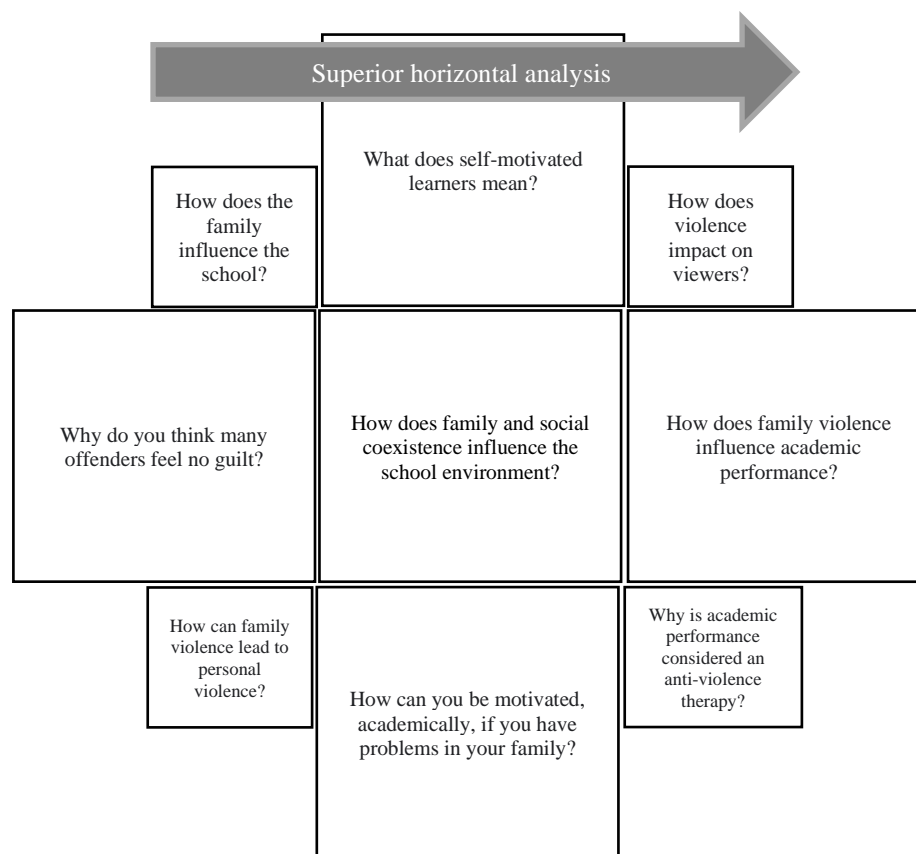 Superior horizontal analysis
What does self-motivated
learners mean?
How does the
family
influence the
school?
How does
violence
impact on
viewers?
Why do you think many
offenders feel no guilt?
How does family and social
coexistence influence the
school environment?
How does family violence
influence academic
performance?
How can family
violence lead to
personal
violence?
How can you be motivated,
academically, if you have
problems in your family?
Why is academic
performance
considered an
anti-violence
therapy?